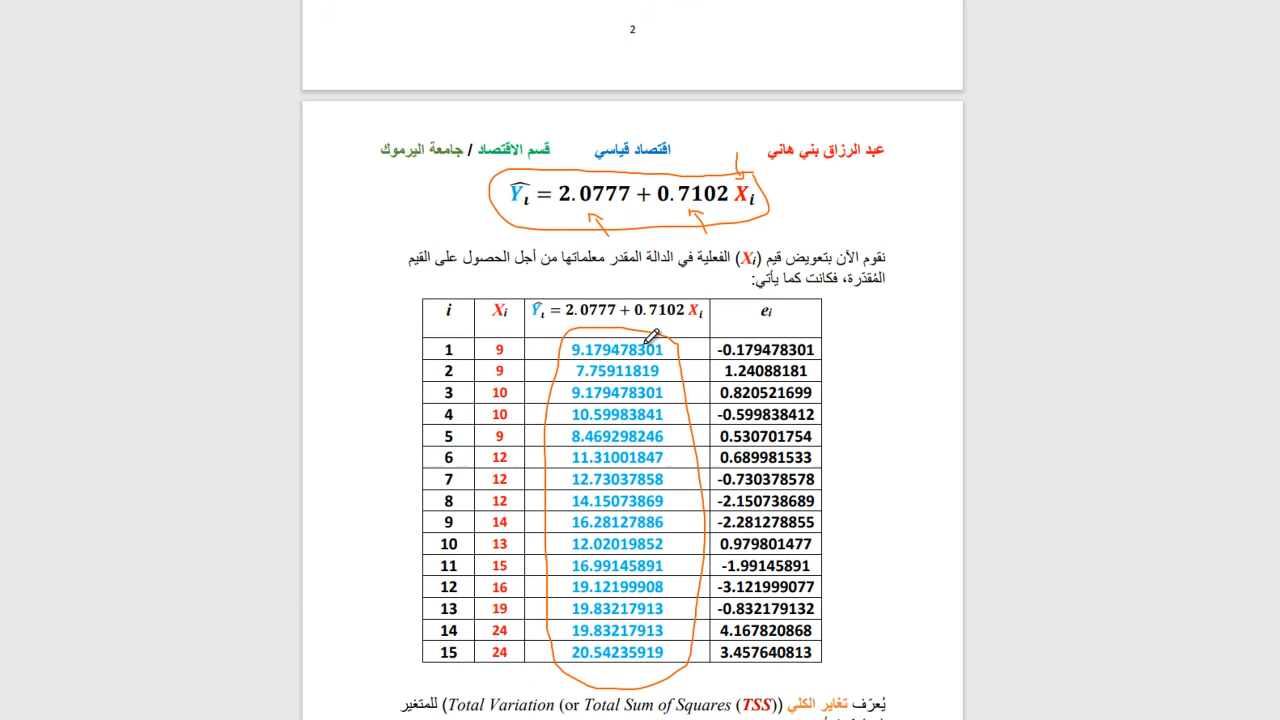 2
عبد الرزاق بني هاني اقتصاد قياسي قسم الاقتصاد / جامعة اليرموك
Ŷᵢ = 2.0777 + 0.7102 Xᵢ
نقوم الآن بتعويض قيم (Xᵢ) الفعلية في الدالة المقدر معلماتها من أجل الحصول على القيم
المُقدّرة، فكانت كما يأتي:
i Xᵢ Ŷᵢ = 2.0777 + 0.7102 Xᵢ eᵢ
1 9 9.179478301 -0.179478301
2 9 7.75911819 1.24088181
3 10 9.179478301 0.820521699
4 10 10.59983841 -0.599838412
5 9 8.469298246 0.530701754
6 12 11.31001847 0.689981533
7 12 12.73037858 -0.730378578
8 12 14.15073869 -2.150738689
9 14 16.28127886 -2.281278855
10 13 12.02019852 0.979801477
11 15 16.99145891 -1.99145891
12 16 19.12199908 -3.121999077
13 19 19.83217913 -0.832179132
14 24 19.83217913 4.167820868
15 24 20.54235919 3.457640813
يُعرّف تغاير الكلي (Total Variation (or Total Sum of Squares (TSS)) للمتغير